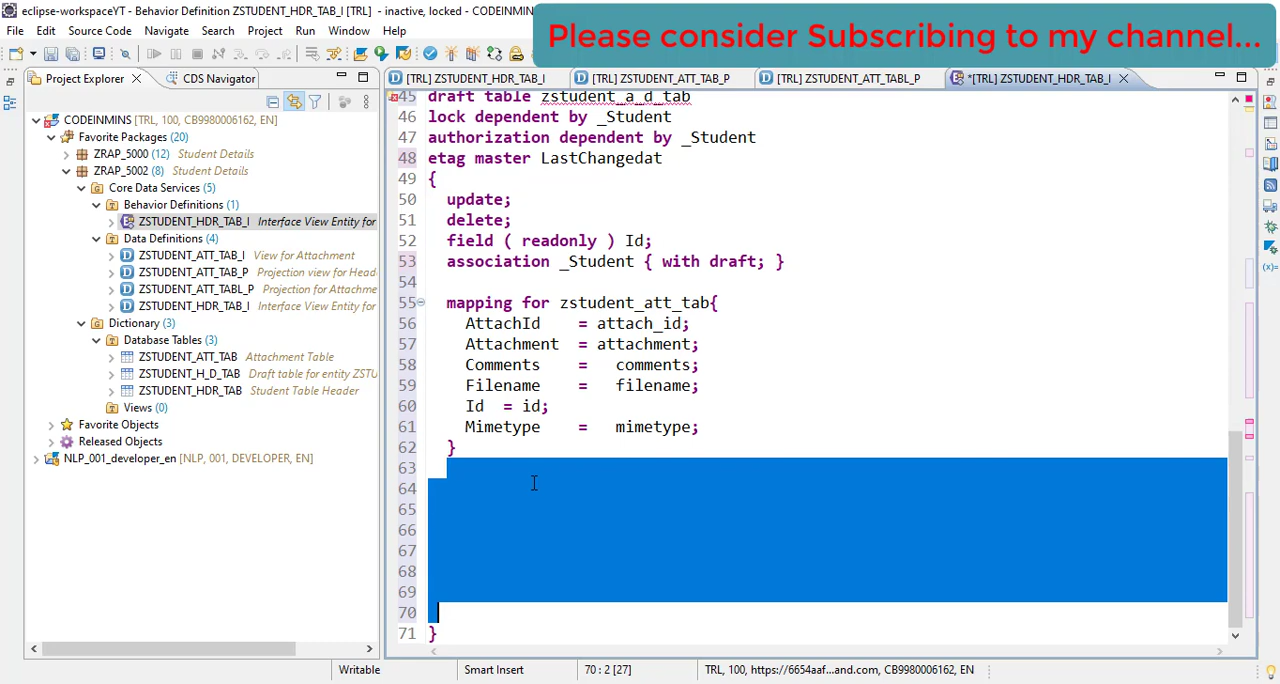 eclipse-workspaceYT - Behavior Definition ZSTUDENT_HDR_TAB_I [TRL] - inactive, locked - CODEINMINS
Please consider Subscribing to my channel...
File Edit Source Code Navigate Search Project Run Window Help
Project Explorer CDS Navigator
[TRL] ZSTUDENT_HDR_TAB_I [TRL] ZSTUDENT_ATT_TAB_P [TRL] ZSTUDENT_ATT_TABL_P *[TRL] ZSTUDENT_HDR_TAB_I
CODEINMINS [TRL, 100, CB9980006162, EN]
Favorite Packages (20)
ZRAP_5000 (12) Student Details
ZRAP_5002 (8) Student Details
Core Data Services (5)
Behavior Definitions (1)
ZSTUDENT_HDR_TAB_I Interface View Entity for
Data Definitions (4)
ZSTUDENT_ATT_TAB_I View for Attachment
ZSTUDENT_ATT_TAB_P Projection view for Head
ZSTUDENT_ATT_TABL_P Projection for Attachme
ZSTUDENT_HDR_TAB_I Interface View Entity for
Dictionary (3)
Database Tables (3)
ZSTUDENT_ATT_TAB Attachment Table
ZSTUDENT_H_D_TAB Draft table for entity ZSTU
ZSTUDENT_HDR_TAB Student Table Header
Views (0)
Favorite Objects
Released Objects
NLP_001_developer_en [NLP, 001, DEVELOPER, EN]
45 draft table zstudent_a_d_tab
46 lock dependent by _Student
47 authorization dependent by _Student
48 etag master LastChangedat
49 {
50 update;
51 delete;
52 field ( readonly ) Id;
53 association _Student { with draft; }
54
55 mapping for zstudent_att_tab{
56 AttachId = attach_id;
57 Attachment = attachment;
58 Comments = comments;
59 Filename = filename;
60 Id = id;
61 Mimetype = mimetype;
62 }
63
64
65
66
67
68
69
70
71 }
Writable Smart Insert 70 : 2 [27] TRL, 100, https://6654aaf...and.com, CB9980006162, EN